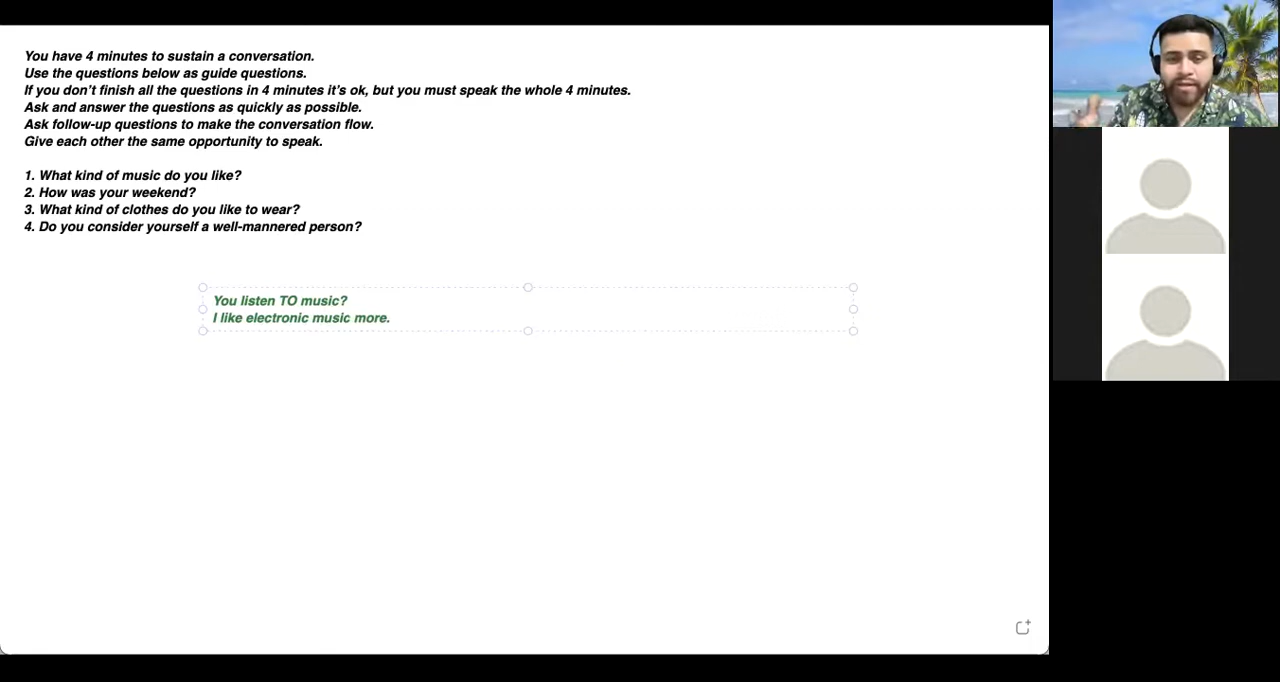 You have 4 minutes to sustain a conversation.
Use the questions below as guide questions.
If you don't finish all the questions in 4 minutes it's ok, but you must speak the whole 4 minutes.
Ask and answer the questions as quickly as possible.
Ask follow-up questions to make the conversation flow.
Give each other the same opportunity to speak.
1. What kind of music do you like?
2. How was your weekend?
3. What kind of clothes do you like to wear?
4. Do you consider yourself a well-mannered person?
You listen TO music?
I like electronic music more.